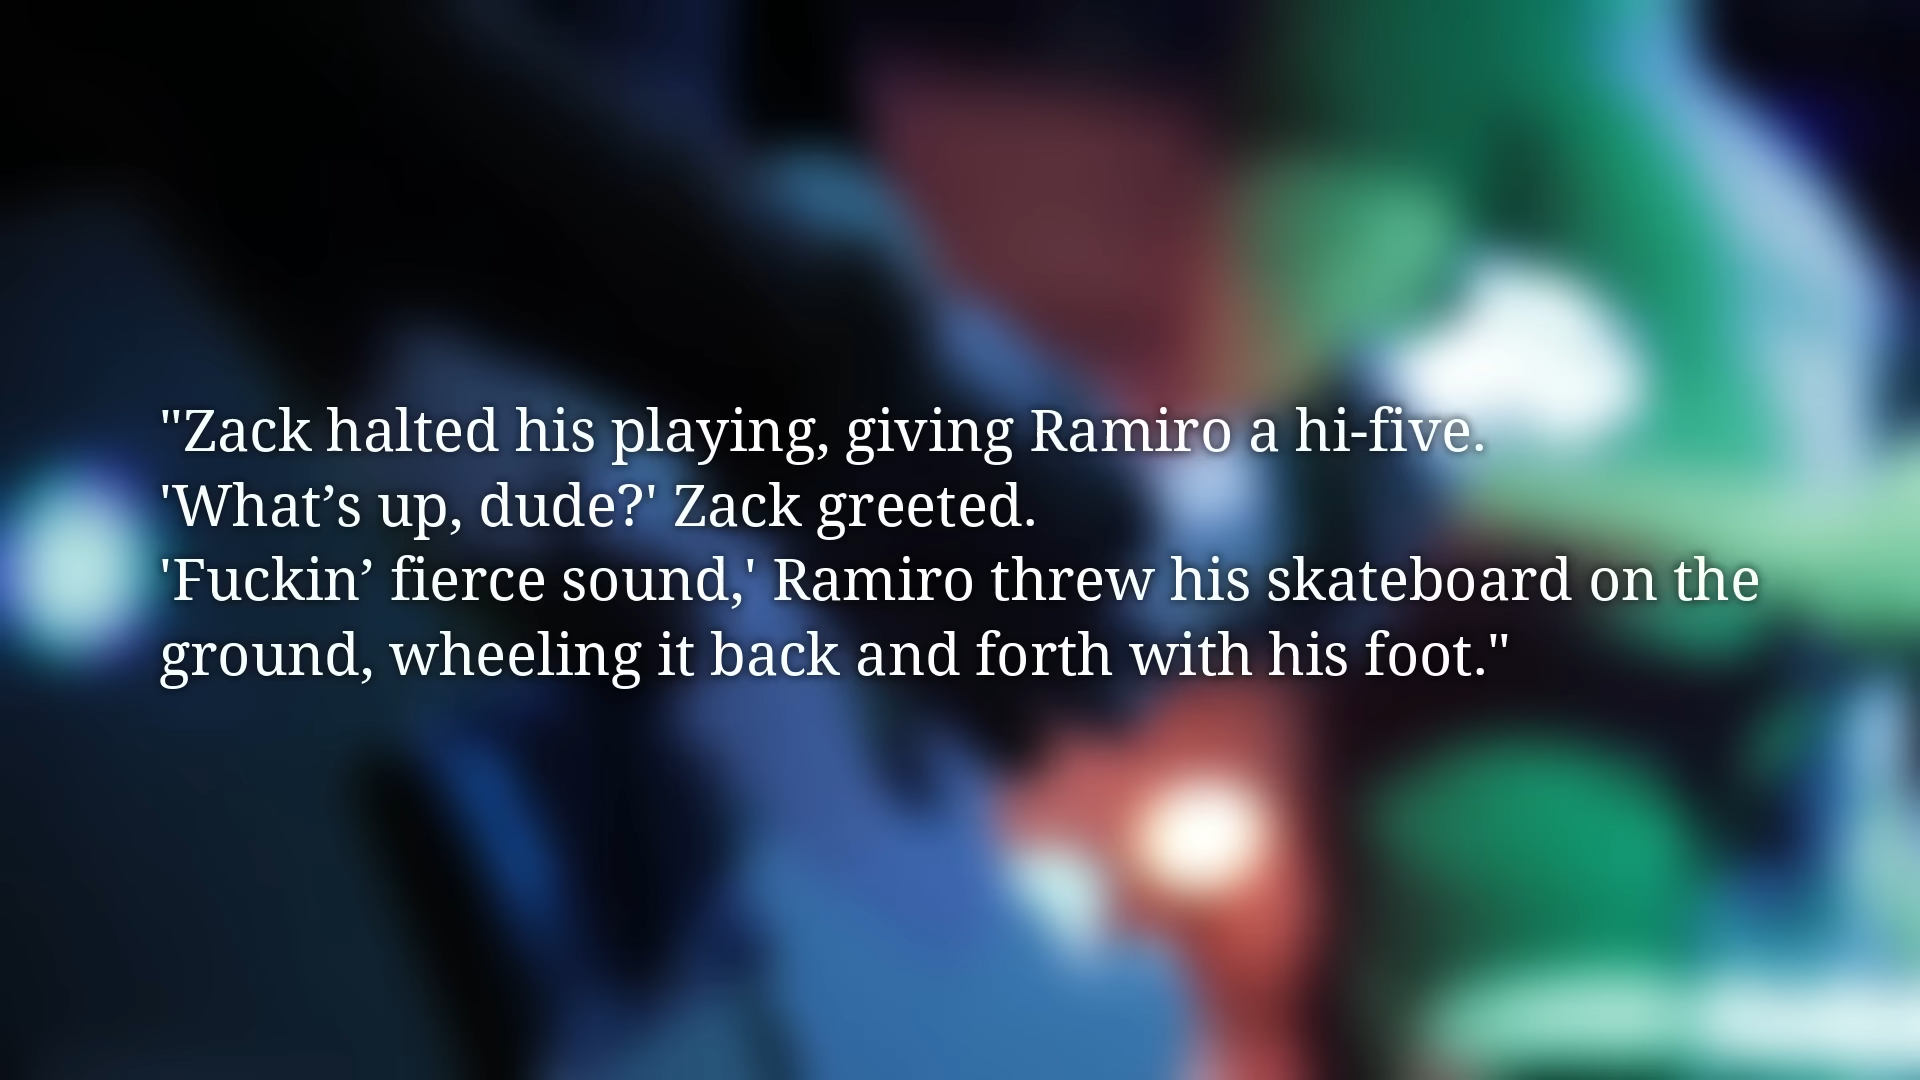 "Zack halted his playing, giving Ramiro a hi-five.
'What’s up, dude?' Zack greeted.
'Fuckin’ fierce sound,' Ramiro threw his skateboard on the
ground, wheeling it back and forth with his foot."